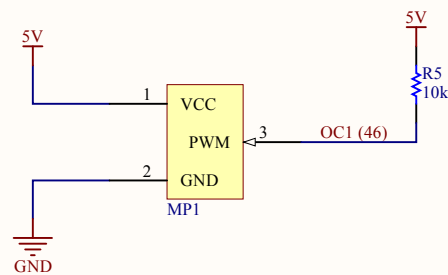 5V
5V
R5
10k
1
VCC
PWM
3
OC1 (46)
2
GND
MP1
GND